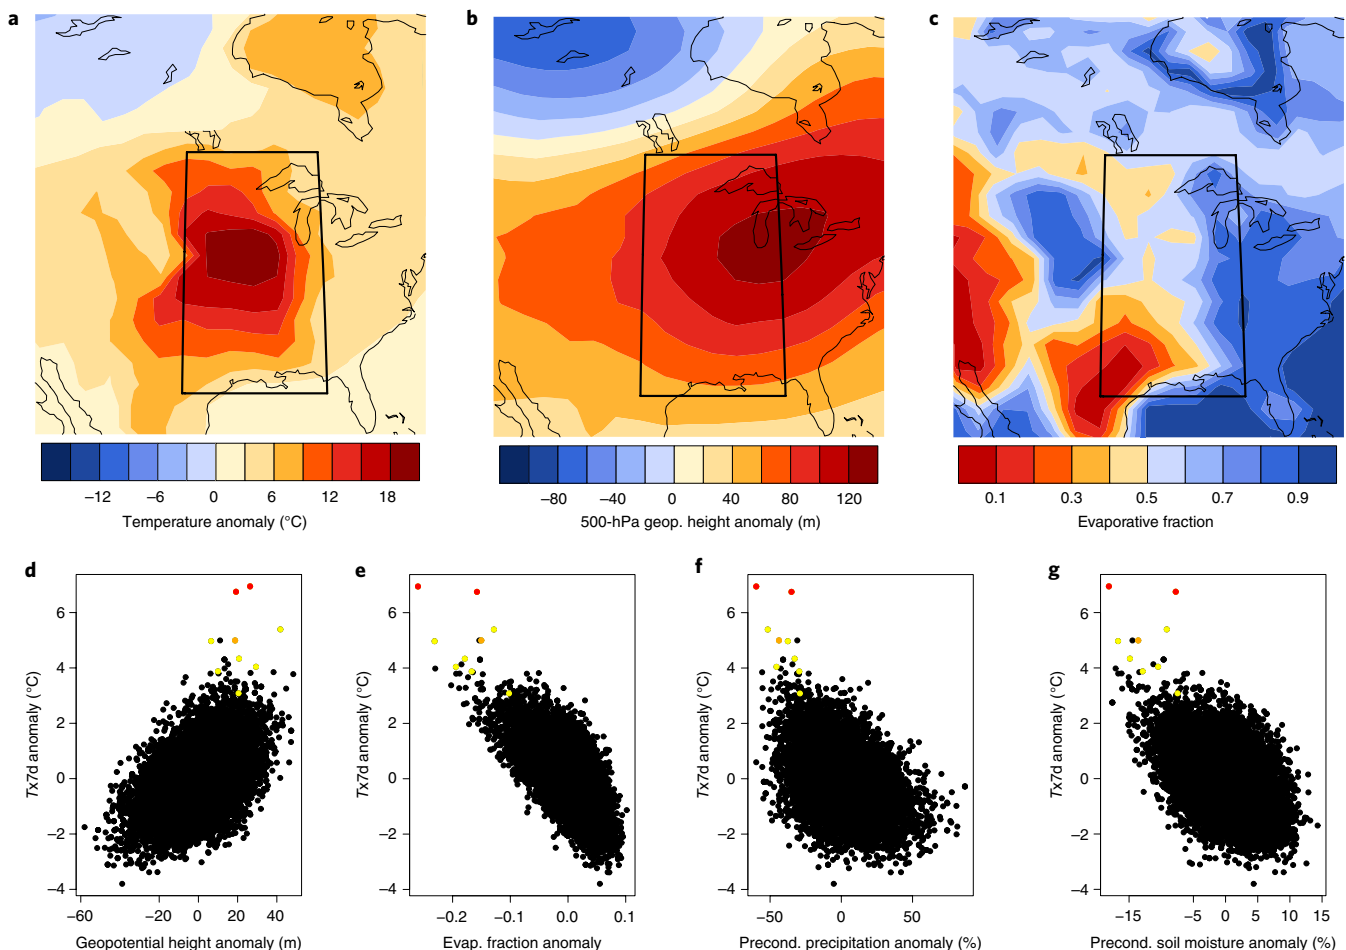 a
b
c
−12 −6 0 6 12 18
Temperature anomaly (°C)
−80 −40 0 40 80 120
500-hPa geop. height anomaly (m)
0.1 0.3 0.5 0.7 0.9
Evaporative fraction
d
Tx7d anomaly (°C)
6
4
2
0
−2
−4
−60 −20 0 20 40
Geopotential height anomaly (m)
e
Tx7d anomaly (°C)
6
4
2
0
−2
−4
−0.2 −0.1 0.0 0.1
Evap. fraction anomaly
f
Tx7d anomaly (°C)
6
4
2
0
−2
−4
−50 0 50
Precond. precipitation anomaly (%)
g
Tx7d anomaly (°C)
6
4
2
0
−2
−4
−15 −5 0 5 10 15
Precond. soil moisture anomaly (%)